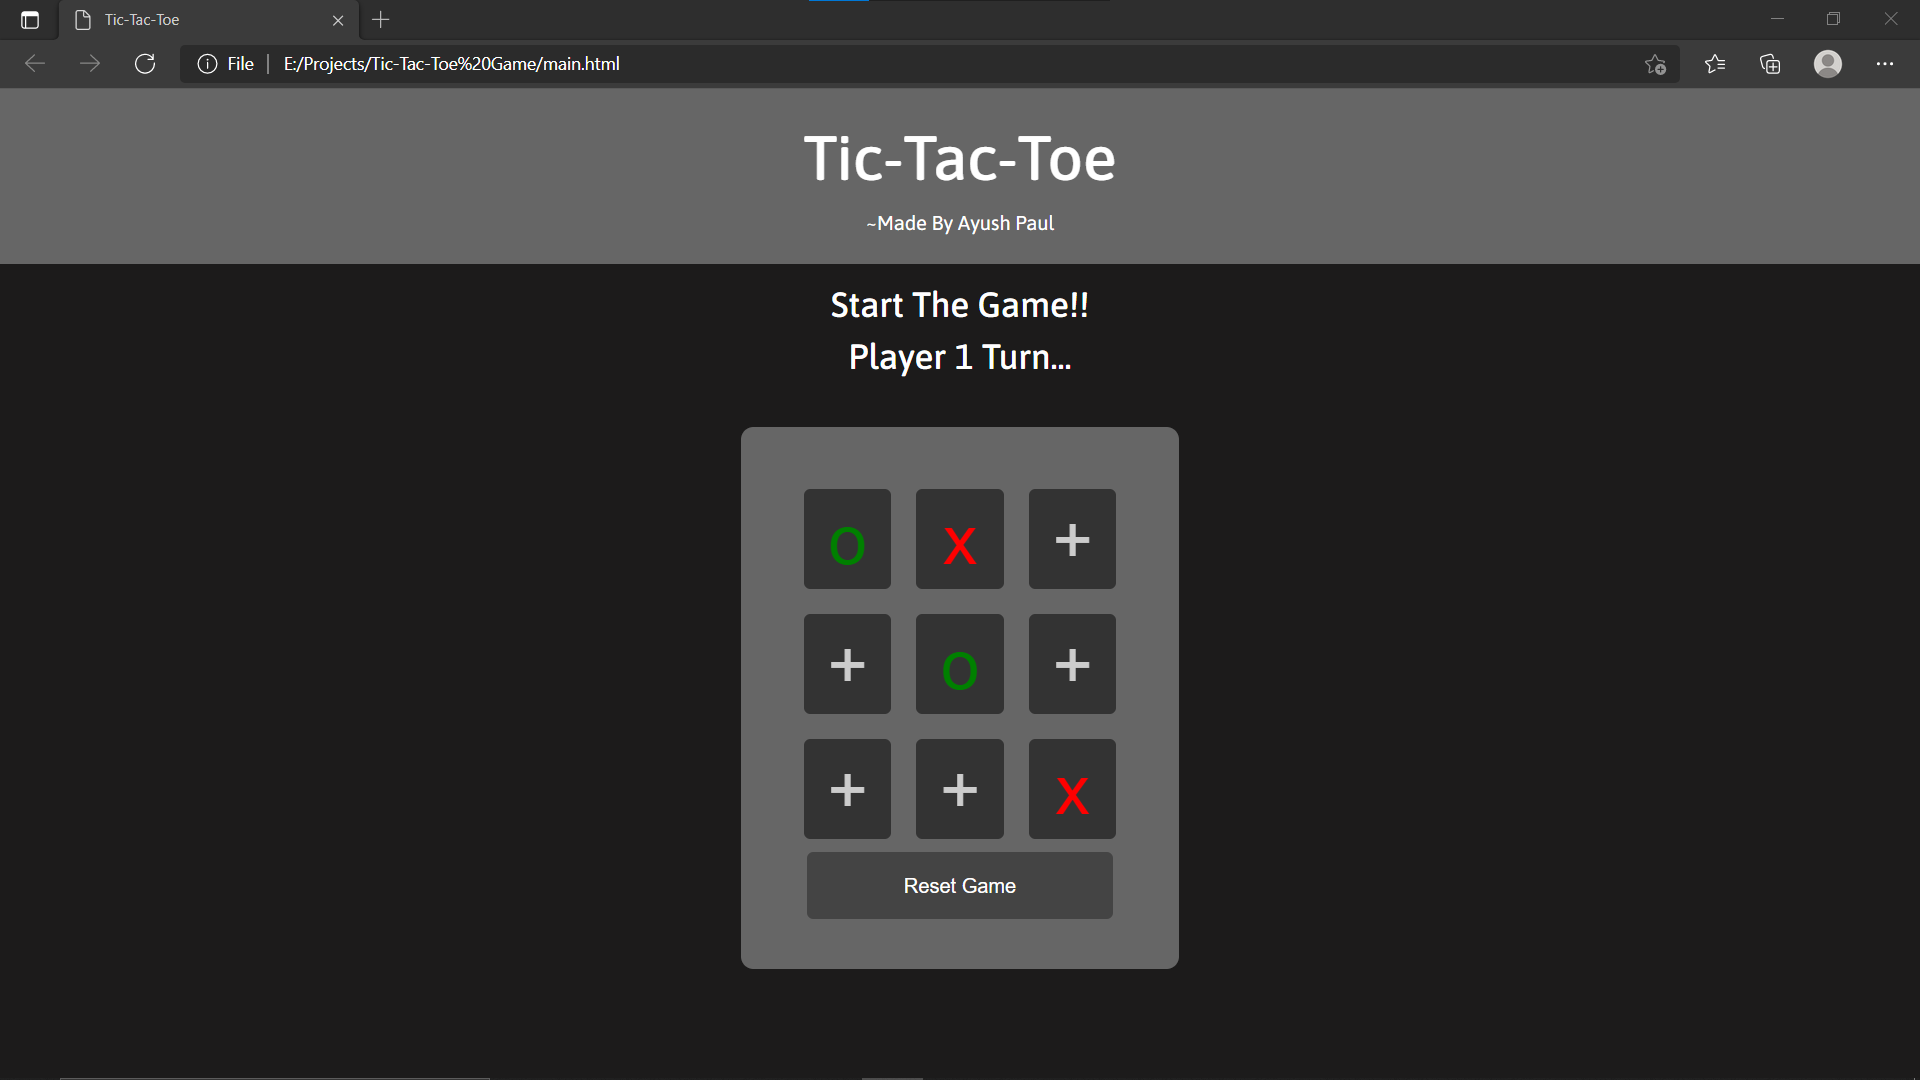 Tic-Tac-Toe
File | E:/Projects/Tic-Tac-Toe%20Game/main.html
Tic-Tac-Toe
~Made By Ayush Paul
Start The Game!!
Player 1 Turn...
o x +
+ o +
+ + x
Reset Game